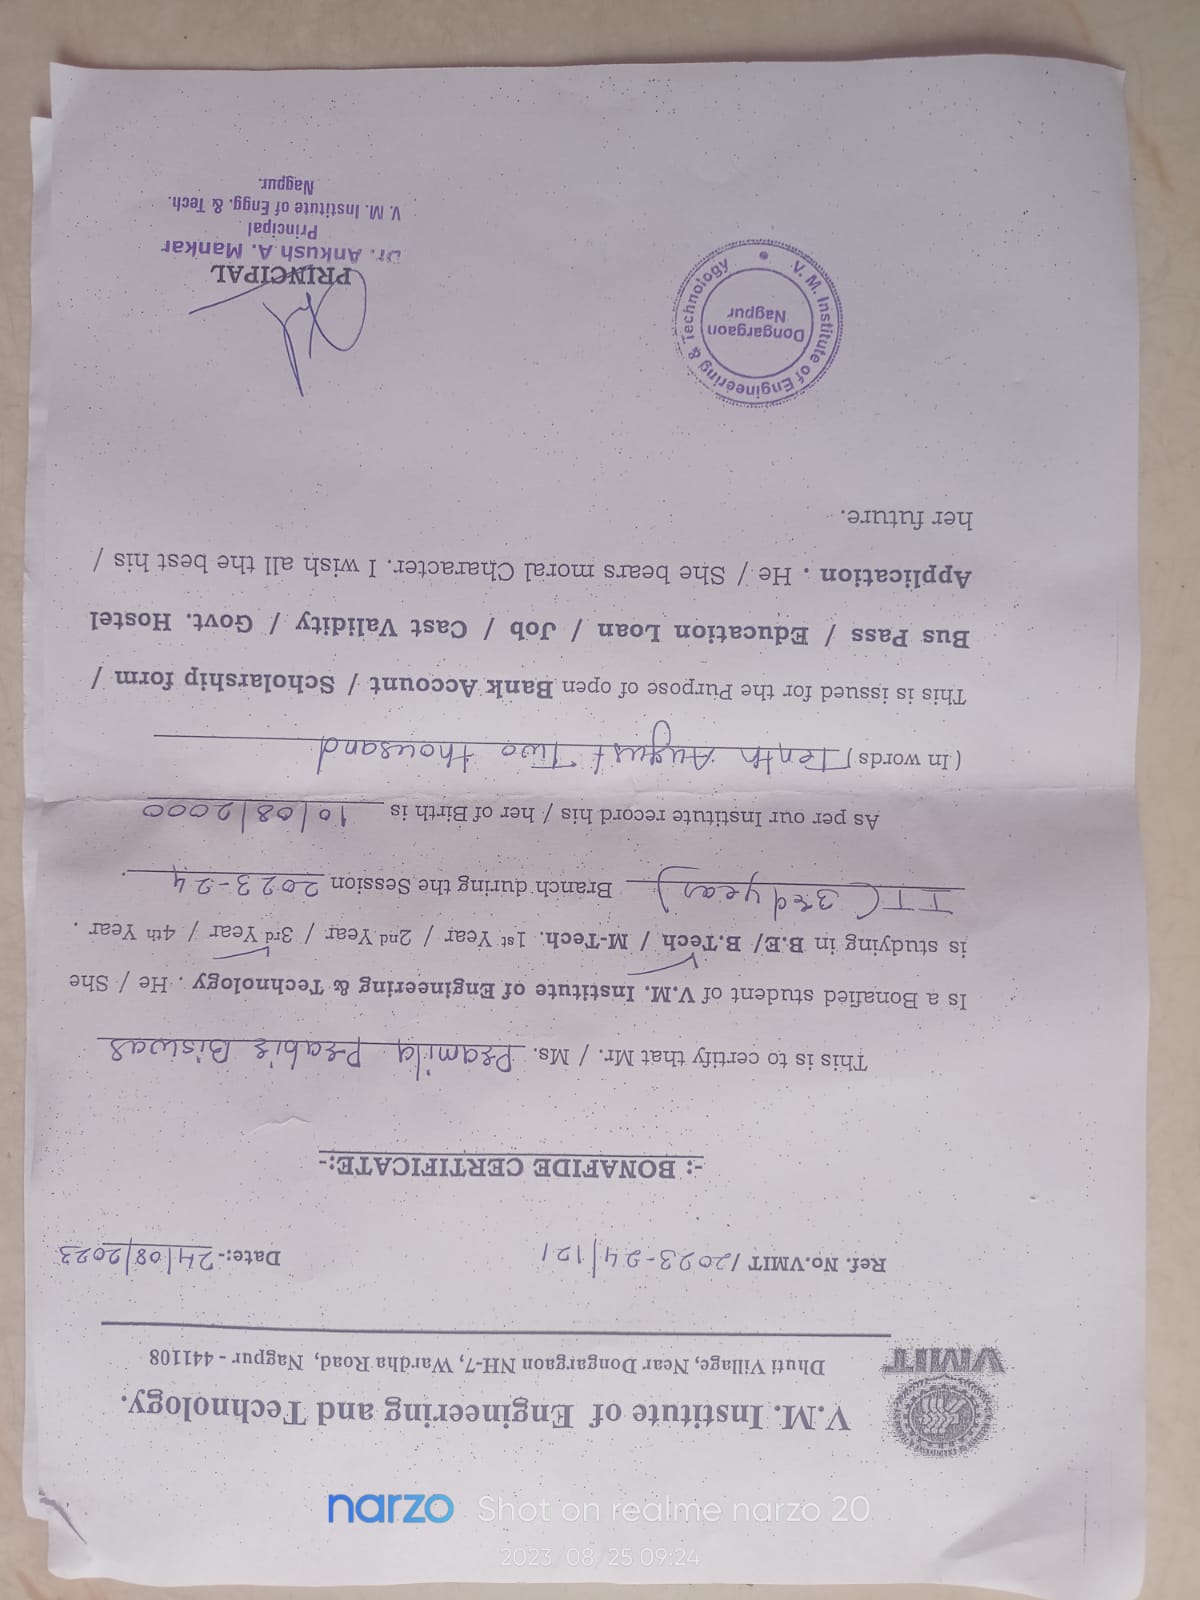 V.M. Institute of Engineering and Technology.
Dhuti Village, Near Dongargaon NH-7, Wardha Road, Nagpur - 441108
VMIT
Ref. No.VMIT /2023-24/121 Date:- 24/08/2023
-: BONAFIDE CERTIFICATE:-
This is to certify that Mr. / Ms. Pramila Prabir Biswas
Is a Bonafied student of V.M. Institute of Engineering & Technology . He / She
is studying in B.E/ B.Tech / M-Tech. 1st Year / 2nd Year / 3rd Year / 4th Year .
IT (3rd year) Branch during the Session 2023-24.
As per our Institute record his / her of Birth is 10/08/2000
(In words) Tenth August Two thousand
This is issued for the Purpose of open Bank Account / Scholarship form /
Bus Pass / Education Loan / Job / Cast Validity / Govt. Hostel
Application . He / She bears moral Character. I wish all the best his /
her future.
V. M. Institute of Engineering & Technology
Dongargaon
Nagpur
PRINCIPAL
Dr. Ankush A. Mankar
Principal
V. M. Institute of Engg. & Tech.
Nagpur.
narzo Shot on realme narzo 20
2023/08/25 09:24